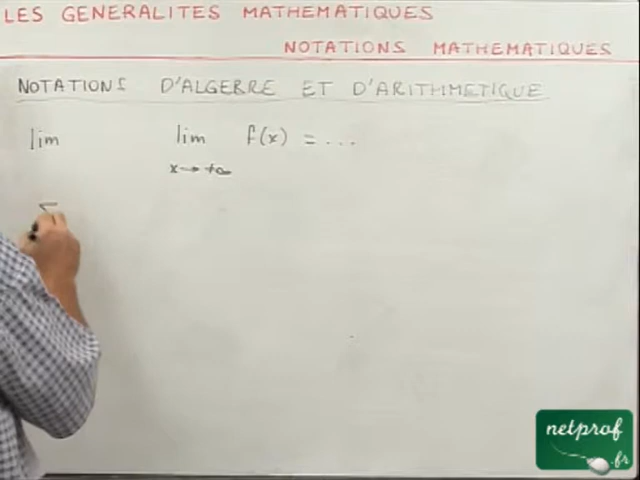 LES GENERALITES MATHEMATIQUES
NOTATIONS MATHEMATIQUES
NOTATIONS D'ALGEBRE ET D'ARITHMETIQUE
lim lim f(x) = ...
x → +∞
netprof
.fr